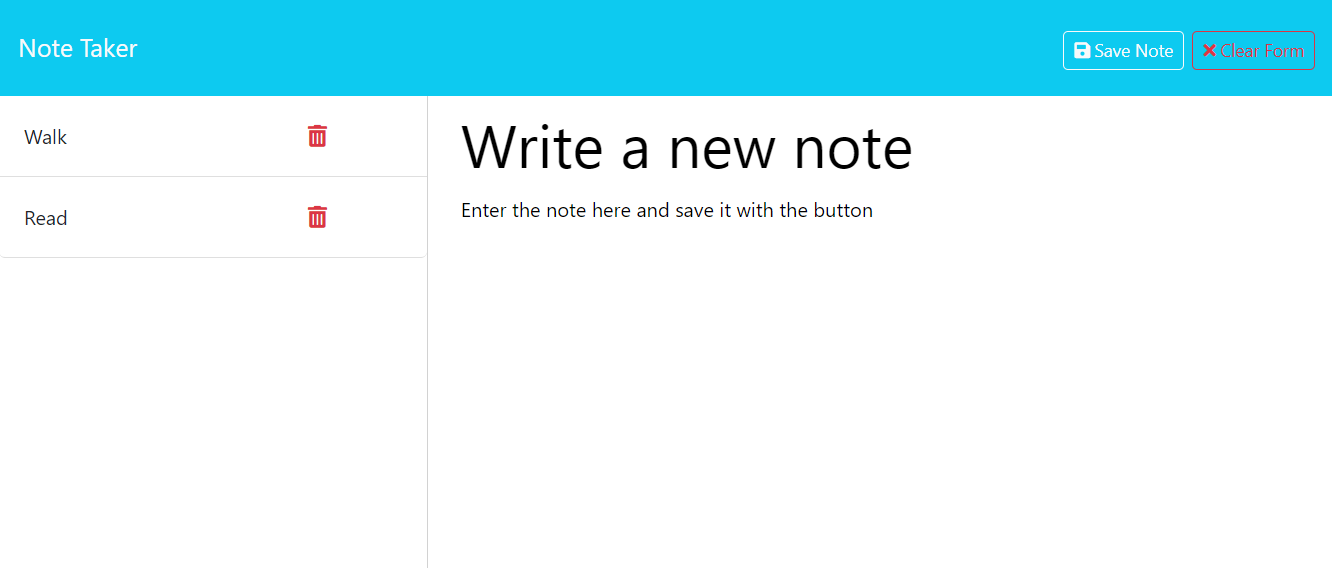 Note Taker
Save Note
Clear Form
Walk
Read
Write a new note
Enter the note here and save it with the button